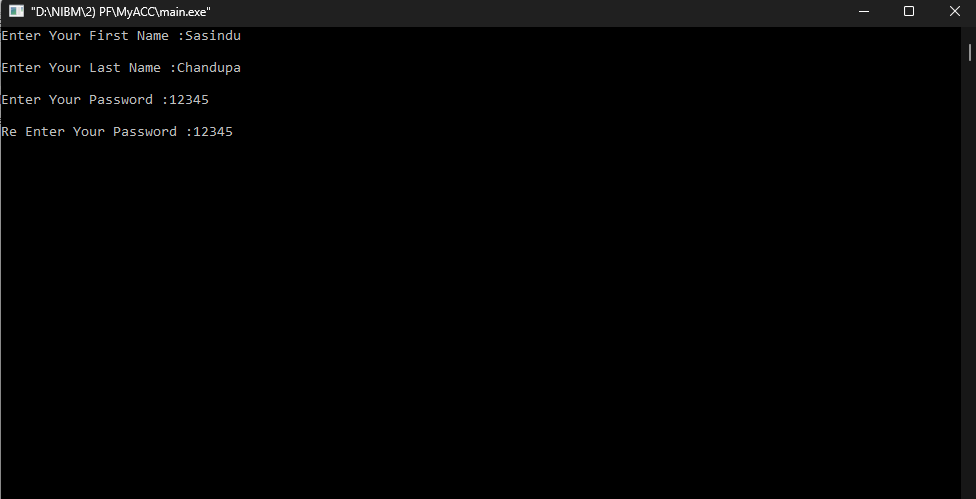 "D:\NIBM\2) PF\MyACC\main.exe"
Enter Your First Name :Sasindu
Enter Your Last Name :Chandupa
Enter Your Password :12345
Re Enter Your Password :12345